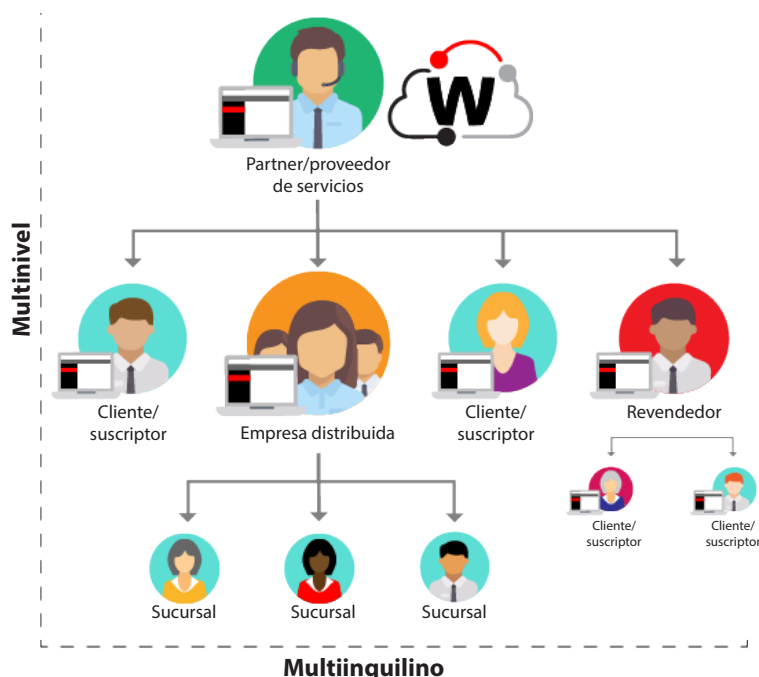 W
Partner/proveedor
de servicios
Multinivel
Cliente/
suscriptor
Empresa distribuida
Cliente/
suscriptor
Revendedor
Cliente/
suscriptor
Cliente/
suscriptor
Sucursal
Sucursal
Sucursal
Multiinquilino